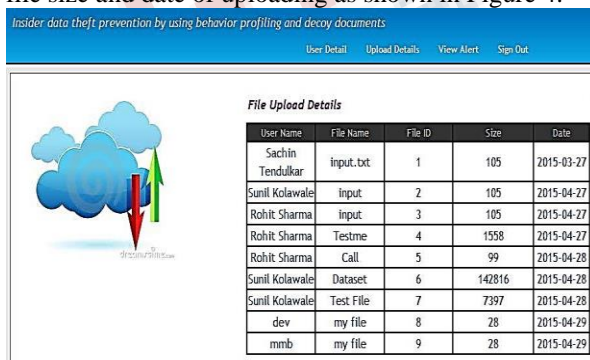 file size and date of uploading as shown in Figure 4.
Insider data theft prevention by using behavior profiling and decoy documents
User Detail Upload Details View Alert Sign Out
File Upload Details
User Name File Name File ID Size Date
Sachin Tendulkar input.txt 1 105 2015-03-27
Sunil Kolawale input 2 105 2015-04-27
Rohit Sharma input 3 105 2015-04-27
Rohit Sharma Testme 4 1558 2015-04-27
Rohit Sharma Call 5 99 2015-04-28
Sunil Kolawale Dataset 6 142816 2015-04-28
Sunil Kolawale Test File 7 7397 2015-04-28
dev my file 8 28 2015-04-29
mmb my file 9 28 2015-04-29
dreamstime.com